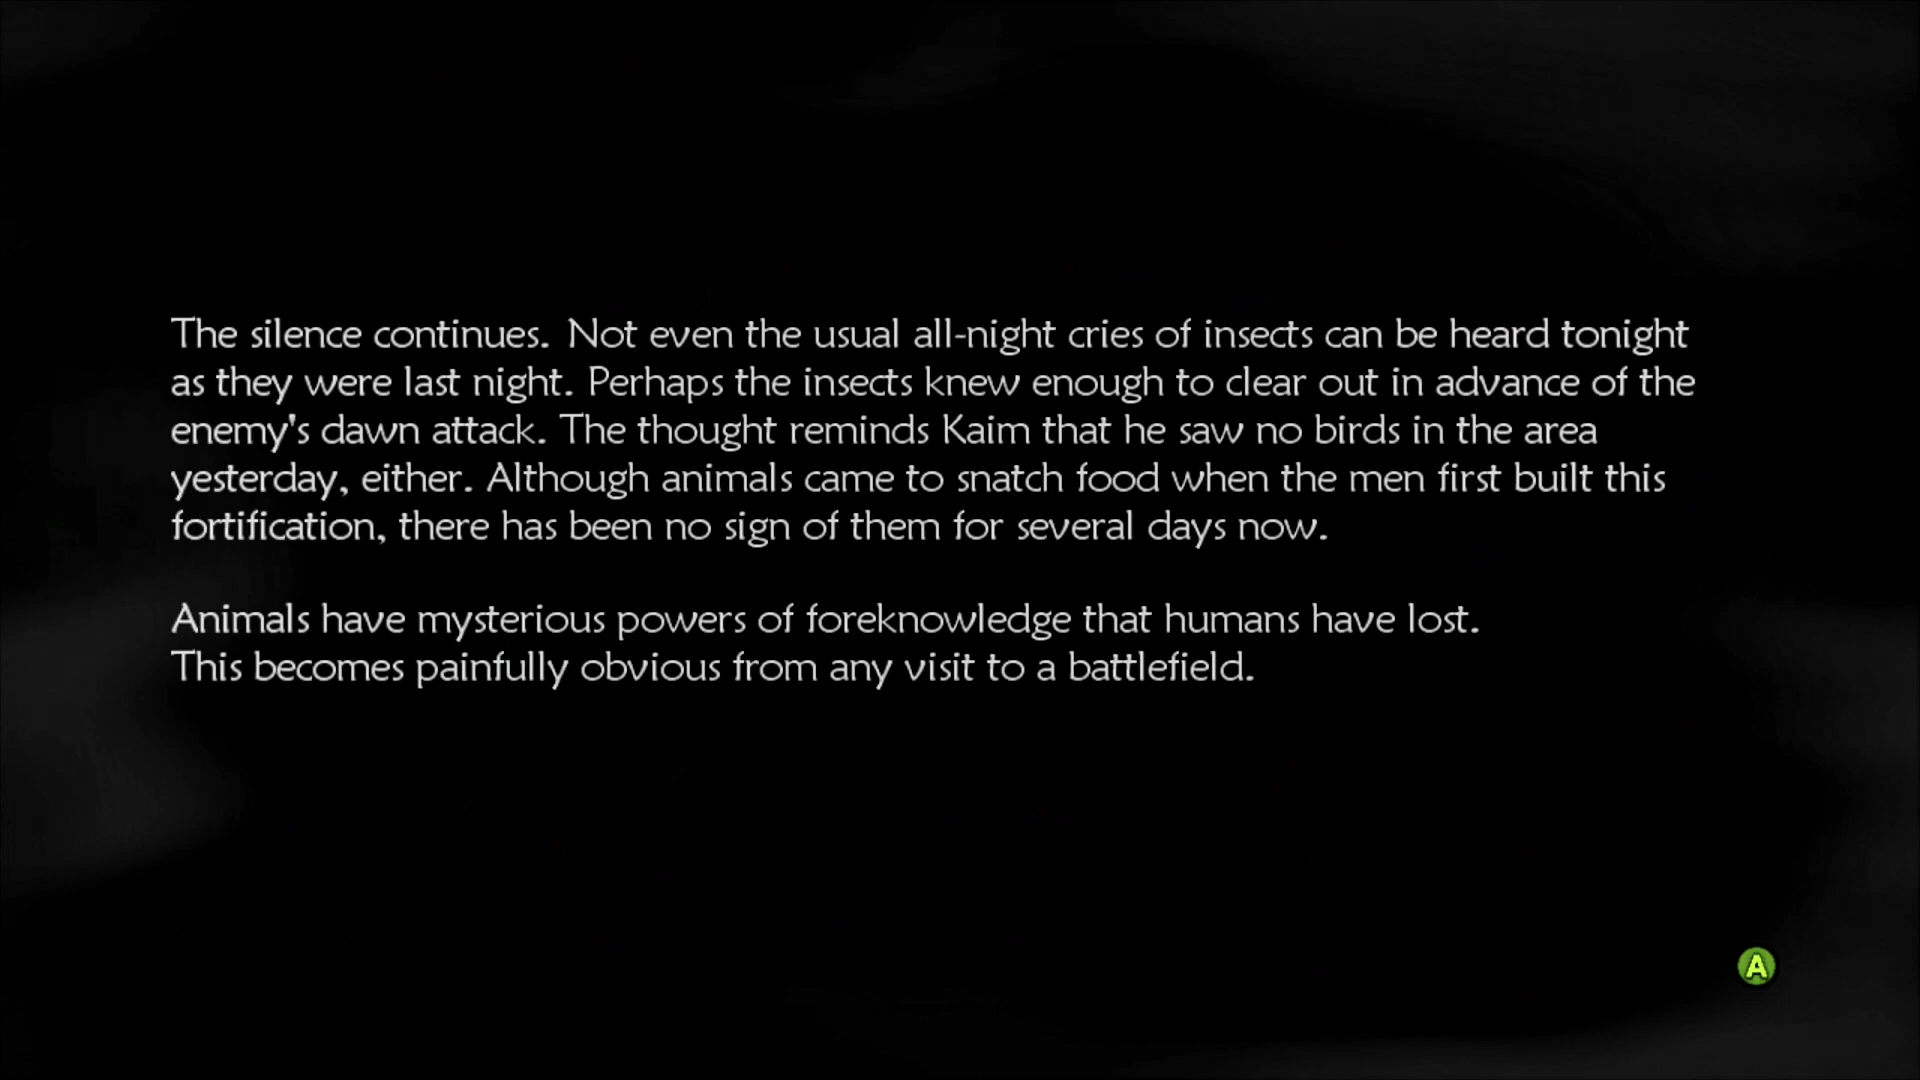 The silence continues. Not even the usual all-night cries of insects can be heard tonight
as they were last night. Perhaps the insects knew enough to clear out in advance of the
enemy's dawn attack. The thought reminds Kaim that he saw no birds in the area
yesterday, either. Although animals came to snatch food when the men first built this
fortification, there has been no sign of them for several days now.
Animals have mysterious powers of foreknowledge that humans have lost.
This becomes painfully obvious from any visit to a battlefield.
A